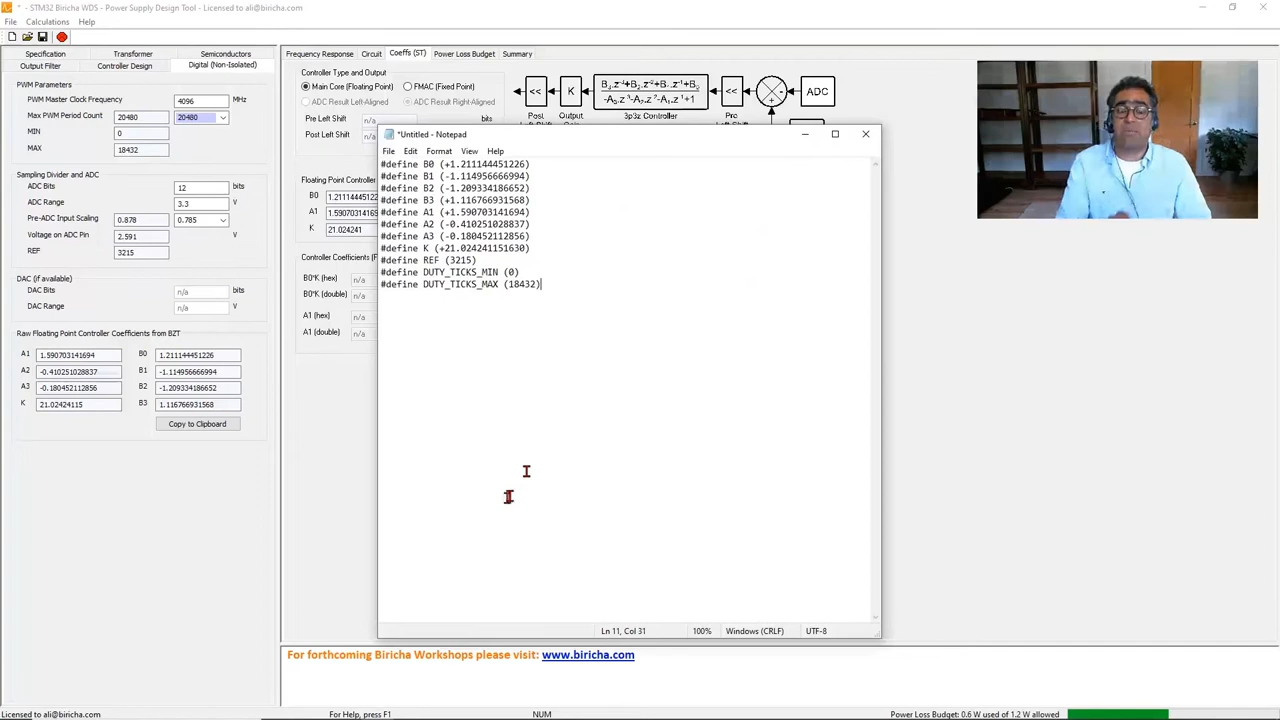 * - STM32 Biricha WDS - Power Supply Design Tool - Licensed to ali@biricha.com
File Calculations Help
Specification Transformer Semiconductors
Output Filter Controller Design Digital (Non-Isolated)
PWM Parameters
PWM Master Clock Frequency 4096 MHz
Max PWM Period Count 20480 20480
MIN 0
MAX 18432
Sampling Divider and ADC
ADC Bits 12 bits
ADC Range 3.3 V
Pre-ADC Input Scaling 0.878 0.785
Voltage on ADC Pin 2.591 V
REF 3215
DAC (if available)
DAC Bits n/a bits
DAC Range n/a V
Raw Floating Point Controller Coefficients from BZT
A1 1.590703141694 B0 1.211144451226
A2 -0.410251028837 B1 -1.114956666994
A3 -0.180452112856 B2 -1.209334186652
K 21.02424115 B3 1.116766931568
Copy to Clipboard
Frequency Response Circuit Coeffs (ST) Power Loss Budget Summary
Controller Type and Output
Main Core (Floating Point) FMAC (Fixed Point)
ADC Result Left-Aligned ADC Result Right-Aligned
Pre Left Shift n/a bits
Post Left Shift n/a
<< K << ADC
Post Output 3p3z Controller Pre
Floating Point Controller
B0 1.2111444512
A1 1.5907031416
K 21.024241
Controller Coefficients (F
B0*K (hex) n/a
B0*K (double) n/a
A1 (hex) n/a
A1 (double) n/a
*Untitled - Notepad
File Edit Format View Help
#define B0 (+1.211144451226)
#define B1 (-1.114956666994)
#define B2 (-1.209334186652)
#define B3 (+1.116766931568)
#define A1 (+1.590703141694)
#define A2 (-0.410251028837)
#define A3 (-0.180452112856)
#define K (+21.024241151630)
#define REF (3215)
#define DUTY_TICKS_MIN (0)
#define DUTY_TICKS_MAX (18432)
Ln 11, Col 31 100% Windows (CRLF) UTF-8
For forthcoming Biricha Workshops please visit: www.biricha.com
Licensed to ali@biricha.com For Help, press F1 NUM Power Loss Budget: 0.6 W used of 1.2 W allowed